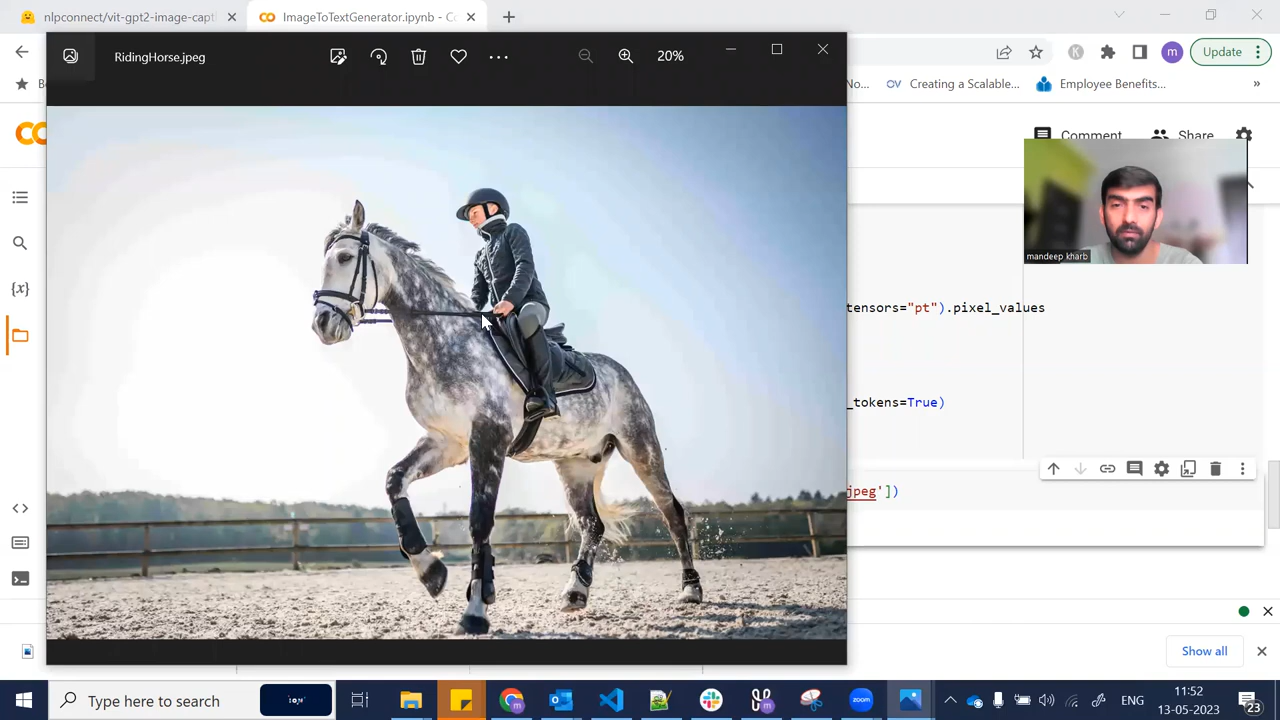 nlpconnect/vit-gpt2-image-capt
ImageToTextGenerator.ipynb - Co
RidingHorse.jpeg
20%
K
m
Update
No...
OV Creating a Scalable...
Employee Benefits...
»
Comment
Share
mandeep kharb
{x}
tensors="pt").pixel_values
_tokens=True)
jpeg'])
Show all
Type here to search
ENG
11:52
13-05-2023
23